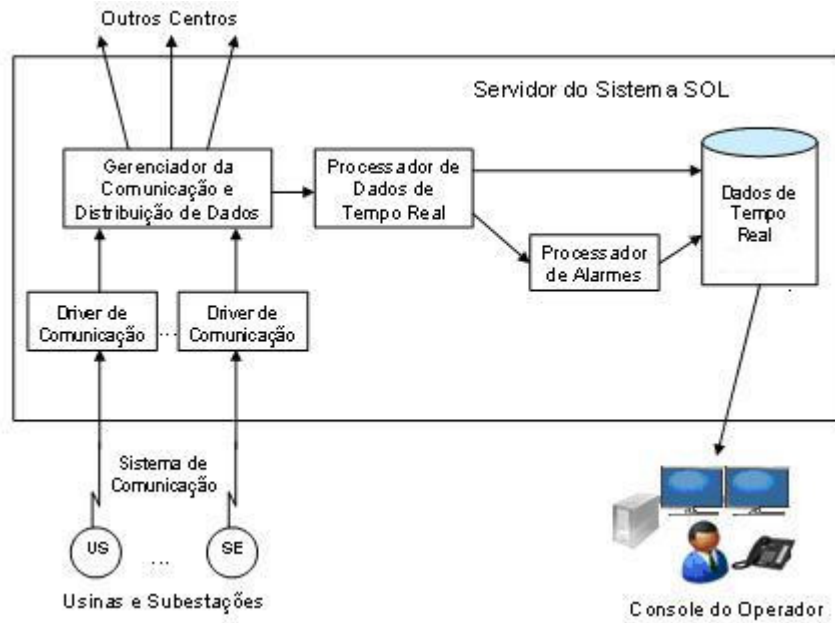 Outros Centros
Servidor do Sistema SOL
Gerenciador da
Comunicação e
Distribuição de Dados
Processador de
Dados de
Tempo Real
Dados de
Tempo
Real
Processador
de Alarmes
Driver de
Comunicação
...
Driver de
Comunicação
Sistema de
Comunicação
US
...
SE
Usinas e Subestações
Console do Operador